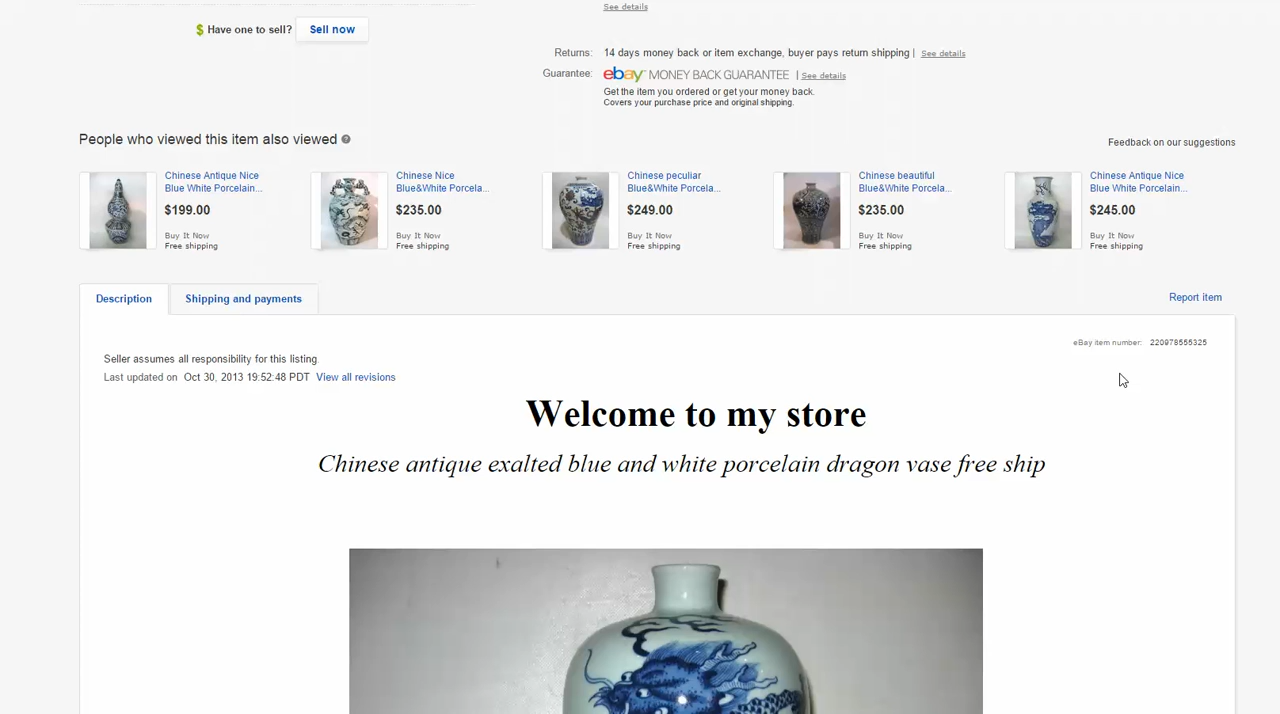 See details
$ Have one to sell? Sell now
Returns: 14 days money back or item exchange, buyer pays return shipping | See details
Guarantee: ebay MONEY BACK GUARANTEE | See details
Get the item you ordered or get your money back.
Covers your purchase price and original shipping.
People who viewed this item also viewed ?
Feedback on our suggestions
Chinese Antique Nice
Blue White Porcelain...
$199.00
Buy It Now
Free shipping
Chinese Nice
Blue&White Porcela...
$235.00
Buy It Now
Free shipping
Chinese peculiar
Blue&White Porcela...
$249.00
Buy It Now
Free shipping
Chinese beautiful
Blue&White Porcela...
$235.00
Buy It Now
Free shipping
Chinese Antique Nice
Blue White Porcelain...
$245.00
Buy It Now
Free shipping
Description
Shipping and payments
Report item
eBay item number: 220978555325
Seller assumes all responsibility for this listing
Last updated on Oct 30, 2013 19:52:48 PDT View all revisions
Welcome to my store
Chinese antique exalted blue and white porcelain dragon vase free ship